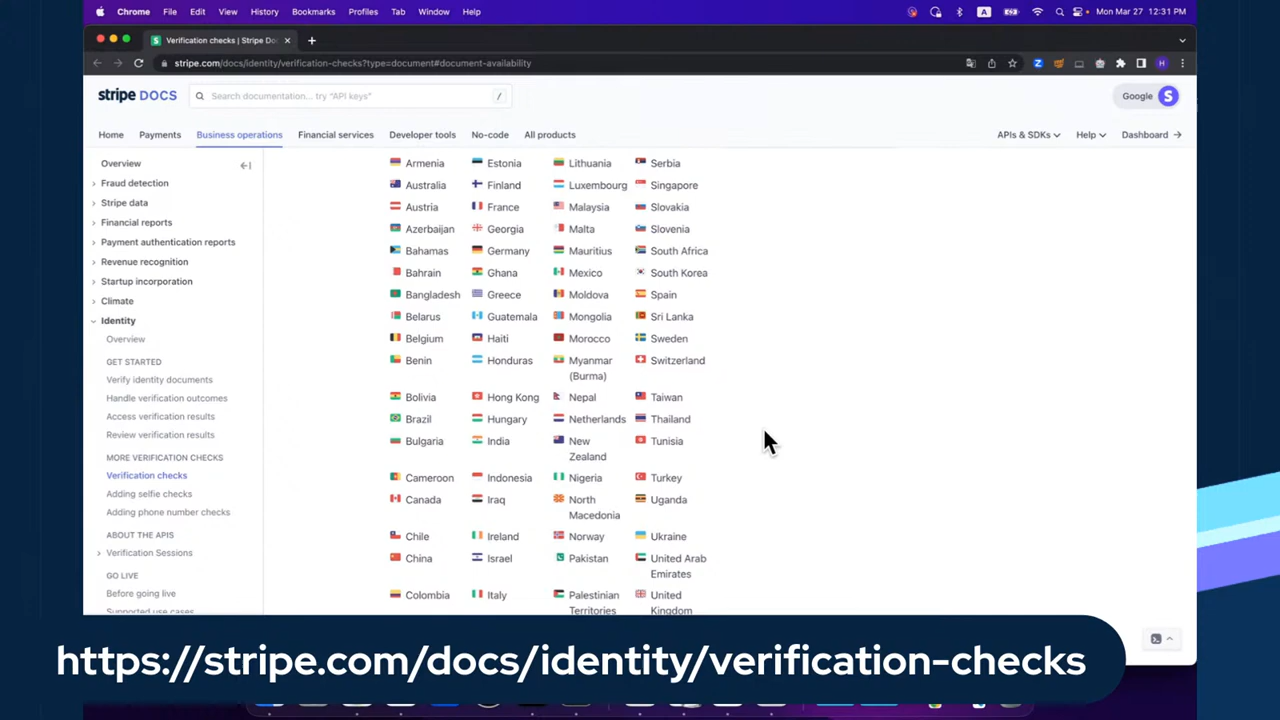 Chrome File Edit View History Bookmarks Profiles Tab Window Help A Mon Mar 27 12:31 PM
Verification checks | Stripe Do
stripe.com/docs/identity/verification-checks?type=document#document-availability
stripe DOCS Search documentation... try "API keys" / Google S
Home Payments Business operations Financial services Developer tools No-code All products APIs & SDKs Help Dashboard →
Overview
Fraud detection
Stripe data
Financial reports
Payment authentication reports
Revenue recognition
Startup incorporation
Climate
Identity
Overview
GET STARTED
Verify identity documents
Handle verification outcomes
Access verification results
Review verification results
MORE VERIFICATION CHECKS
Verification checks
Adding selfie checks
Adding phone number checks
ABOUT THE APIS
Verification Sessions
GO LIVE
Before going live
Supported use cases
Armenia Estonia Lithuania Serbia
Australia Finland Luxembourg Singapore
Austria France Malaysia Slovakia
Azerbaijan Georgia Malta Slovenia
Bahamas Germany Mauritius South Africa
Bahrain Ghana Mexico South Korea
Bangladesh Greece Moldova Spain
Belarus Guatemala Mongolia Sri Lanka
Belgium Haiti Morocco Sweden
Benin Honduras Myanmar Switzerland
(Burma)
Bolivia Hong Kong Nepal Taiwan
Brazil Hungary Netherlands Thailand
Bulgaria India New Tunisia
Zealand
Cameroon Indonesia Nigeria Turkey
Canada Iraq North Uganda
Macedonia
Chile Ireland Norway Ukraine
China Israel Pakistan United Arab
Emirates
Colombia Italy Palestinian United
Territories Kingdom
https://stripe.com/docs/identity/verification-checks